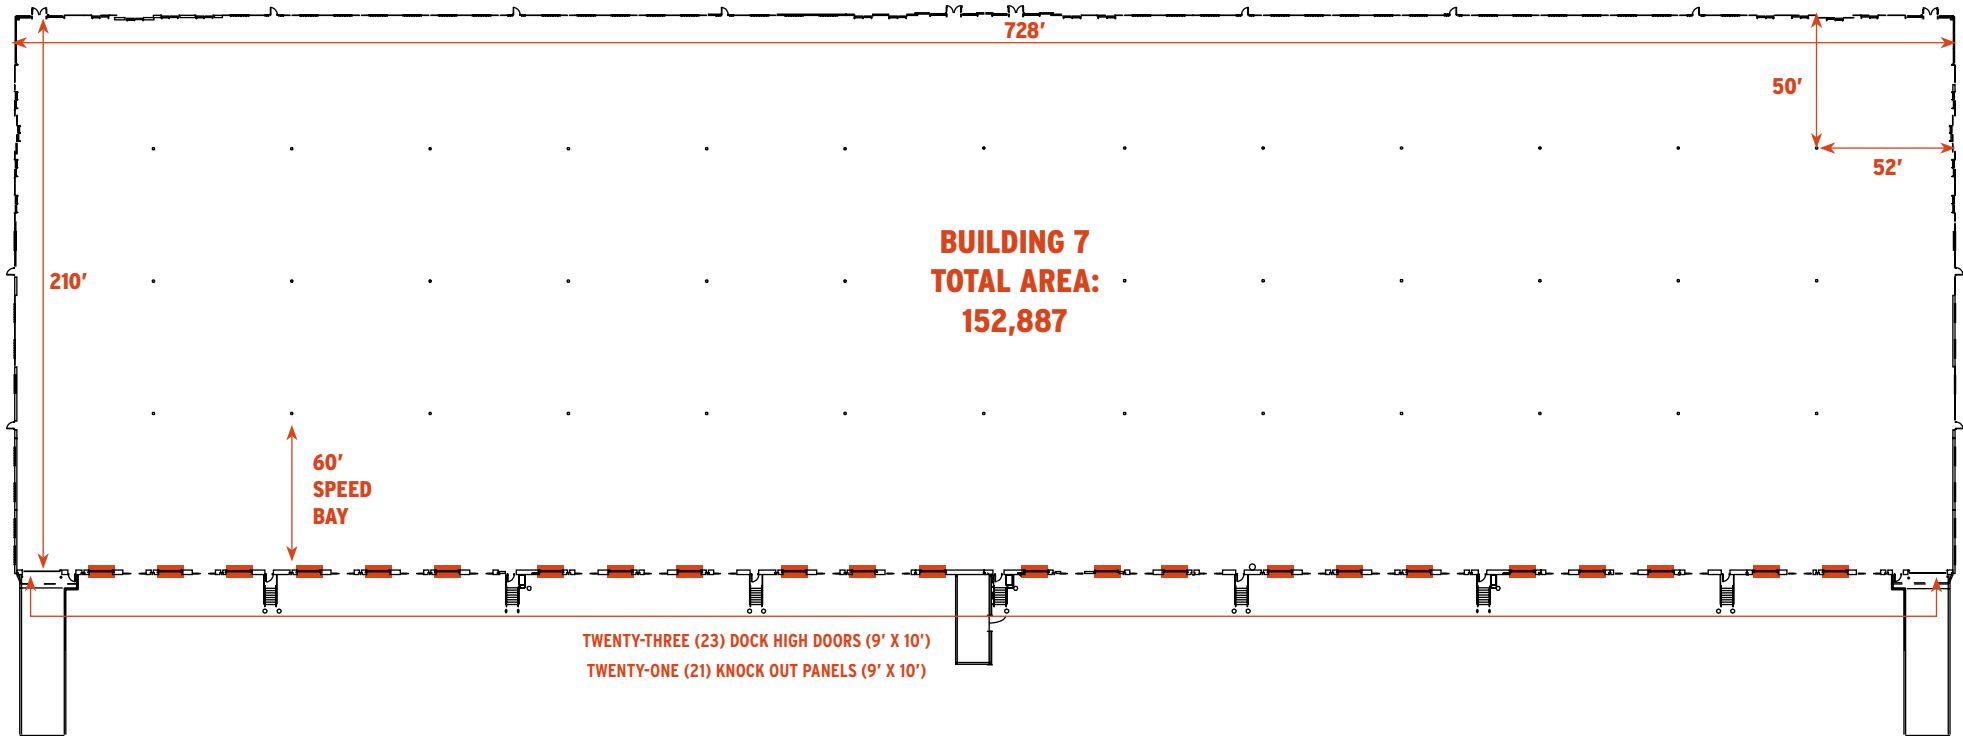 728'
50'
52'
BUILDING 7
TOTAL AREA:
152,887
210'
60'
SPEED
BAY
TWENTY-THREE (23) DOCK HIGH DOORS (9' X 10')
TWENTY-ONE (21) KNOCK OUT PANELS (9' X 10')